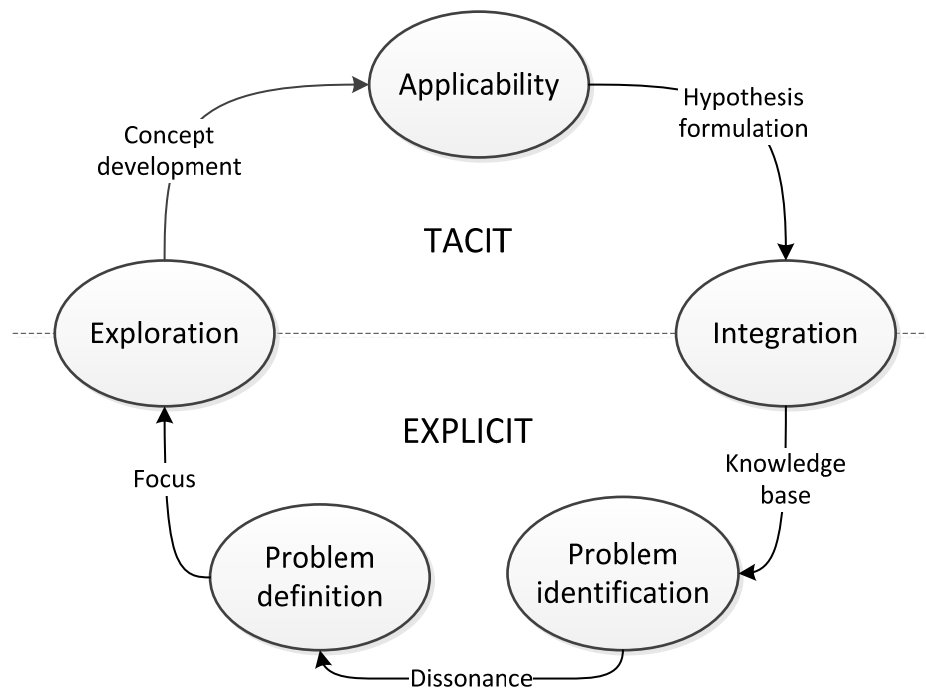 Applicability
Hypothesis
formulation
Concept
development
TACIT
Exploration
Integration
EXPLICIT
Knowledge
base
Focus
Problem
definition
Problem
identification
Dissonance